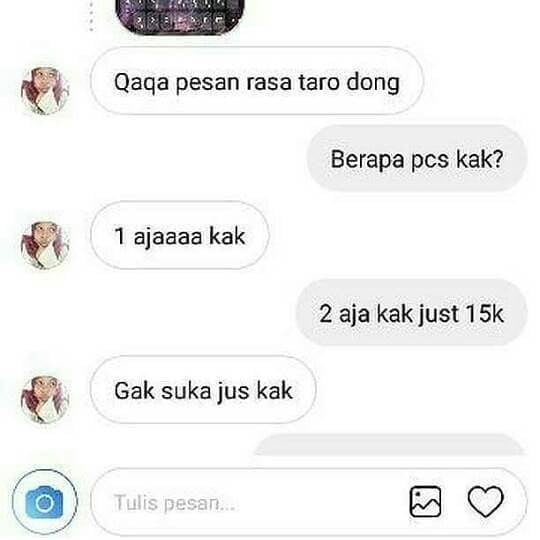 Qaqa pesan rasa taro dong
Berapa pcs kak?
1 ajaaaa kak
2 aja kak just 15k
Gak suka jus kak
Tulis pesan...